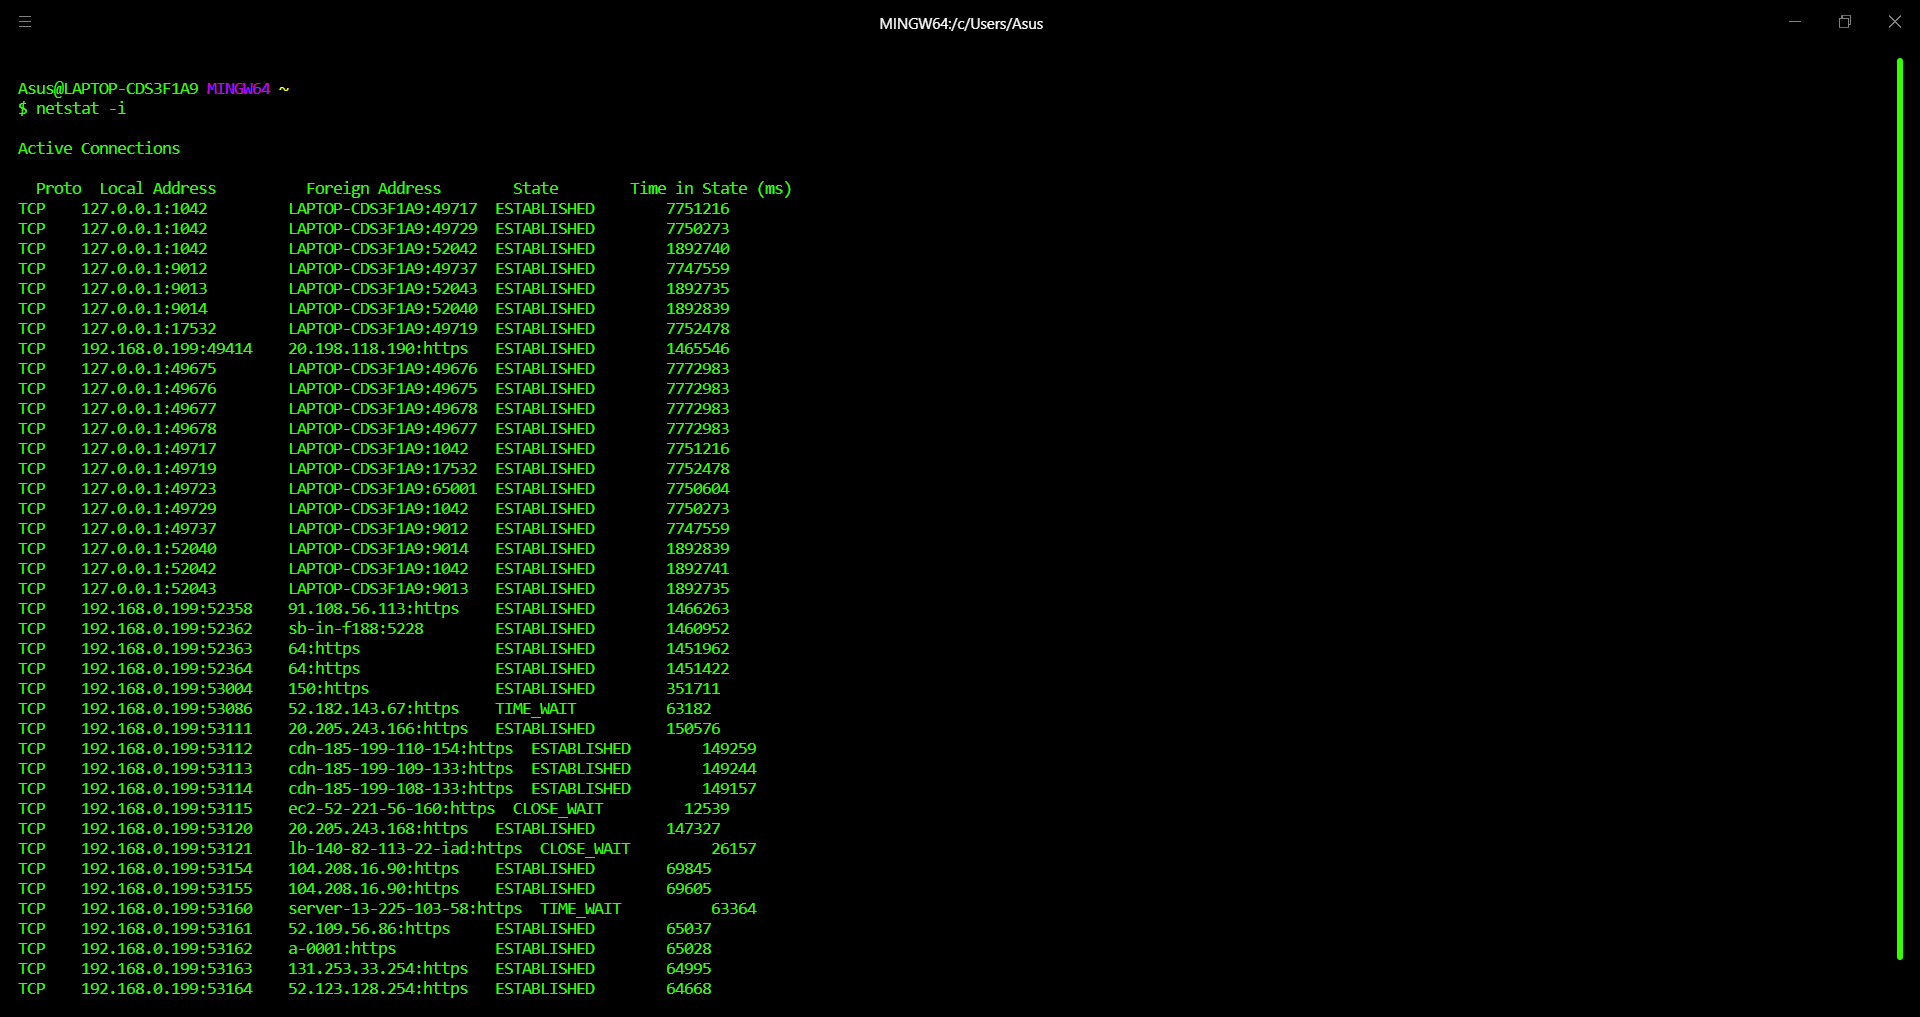 MINGW64:/c/Users/Asus
Asus@LAPTOP-CDS3F1A9 MINGW64 ~
$ netstat -i
Active Connections
  Proto  Local Address          Foreign Address        State        Time in State (ms)
TCP    127.0.0.1:1042         LAPTOP-CDS3F1A9:49717  ESTABLISHED        7751216
TCP    127.0.0.1:1042         LAPTOP-CDS3F1A9:49729  ESTABLISHED        7750273
TCP    127.0.0.1:1042         LAPTOP-CDS3F1A9:52042  ESTABLISHED        1892740
TCP    127.0.0.1:9012         LAPTOP-CDS3F1A9:49737  ESTABLISHED        7747559
TCP    127.0.0.1:9013         LAPTOP-CDS3F1A9:52043  ESTABLISHED        1892735
TCP    127.0.0.1:9014         LAPTOP-CDS3F1A9:52040  ESTABLISHED        1892839
TCP    127.0.0.1:17532        LAPTOP-CDS3F1A9:49719  ESTABLISHED        7752478
TCP    192.168.0.199:49414    20.198.118.190:https   ESTABLISHED        1465546
TCP    127.0.0.1:49675        LAPTOP-CDS3F1A9:49676  ESTABLISHED        7772983
TCP    127.0.0.1:49676        LAPTOP-CDS3F1A9:49675  ESTABLISHED        7772983
TCP    127.0.0.1:49677        LAPTOP-CDS3F1A9:49678  ESTABLISHED        7772983
TCP    127.0.0.1:49678        LAPTOP-CDS3F1A9:49677  ESTABLISHED        7772983
TCP    127.0.0.1:49717        LAPTOP-CDS3F1A9:1042   ESTABLISHED        7751216
TCP    127.0.0.1:49719        LAPTOP-CDS3F1A9:17532  ESTABLISHED        7752478
TCP    127.0.0.1:49723        LAPTOP-CDS3F1A9:65001  ESTABLISHED        7750604
TCP    127.0.0.1:49729        LAPTOP-CDS3F1A9:1042   ESTABLISHED        7750273
TCP    127.0.0.1:49737        LAPTOP-CDS3F1A9:9012   ESTABLISHED        7747559
TCP    127.0.0.1:52040        LAPTOP-CDS3F1A9:9014   ESTABLISHED        1892839
TCP    127.0.0.1:52042        LAPTOP-CDS3F1A9:1042   ESTABLISHED        1892741
TCP    127.0.0.1:52043        LAPTOP-CDS3F1A9:9013   ESTABLISHED        1892735
TCP    192.168.0.199:52358    91.108.56.113:https    ESTABLISHED        1466263
TCP    192.168.0.199:52362    sb-in-f188:5228        ESTABLISHED        1460952
TCP    192.168.0.199:52363    64:https               ESTABLISHED        1451962
TCP    192.168.0.199:52364    64:https               ESTABLISHED        1451422
TCP    192.168.0.199:53004    150:https              ESTABLISHED        351711
TCP    192.168.0.199:53086    52.182.143.67:https    TIME_WAIT          63182
TCP    192.168.0.199:53111    20.205.243.166:https   ESTABLISHED        150576
TCP    192.168.0.199:53112    cdn-185-199-110-154:https  ESTABLISHED        149259
TCP    192.168.0.199:53113    cdn-185-199-109-133:https  ESTABLISHED        149244
TCP    192.168.0.199:53114    cdn-185-199-108-133:https  ESTABLISHED        149157
TCP    192.168.0.199:53115    ec2-52-221-56-160:https  CLOSE_WAIT         12539
TCP    192.168.0.199:53120    20.205.243.168:https   ESTABLISHED        147327
TCP    192.168.0.199:53121    lb-140-82-113-22-iad:https  CLOSE_WAIT         26157
TCP    192.168.0.199:53154    104.208.16.90:https    ESTABLISHED        69845
TCP    192.168.0.199:53155    104.208.16.90:https    ESTABLISHED        69605
TCP    192.168.0.199:53160    server-13-225-103-58:https  TIME_WAIT          63364
TCP    192.168.0.199:53161    52.109.56.86:https     ESTABLISHED        65037
TCP    192.168.0.199:53162    a-0001:https           ESTABLISHED        65028
TCP    192.168.0.199:53163    131.253.33.254:https   ESTABLISHED        64995
TCP    192.168.0.199:53164    52.123.128.254:https   ESTABLISHED        64668